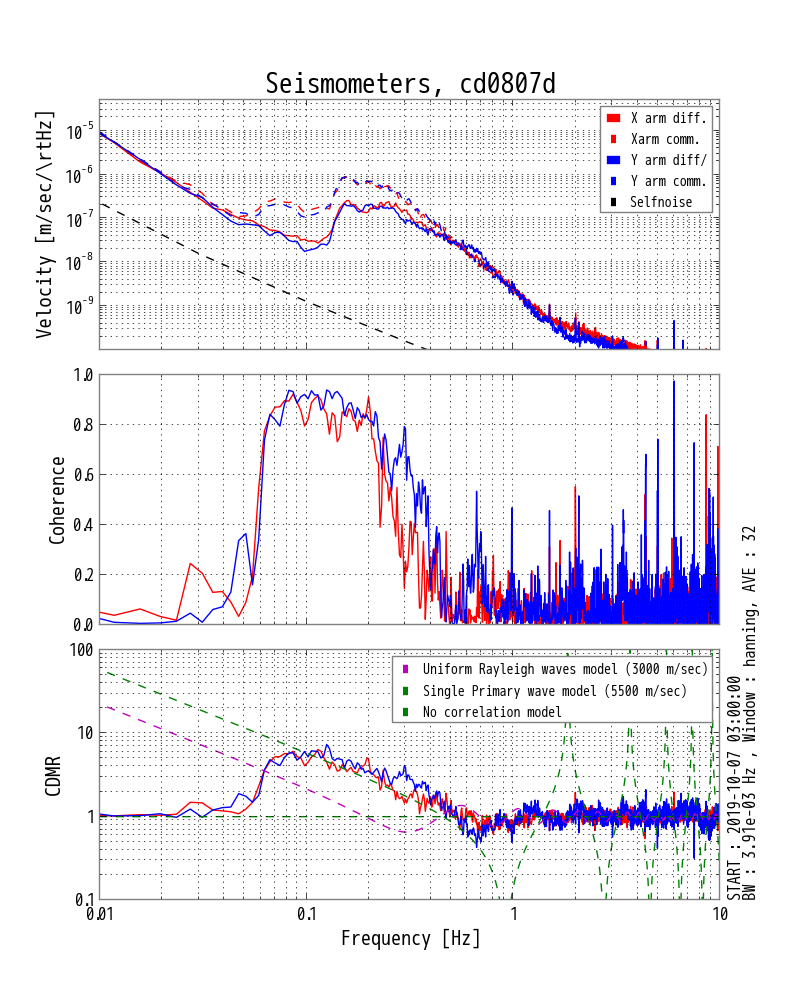 Seismometers, cd0807d
Velocity [m/sec/\rtHz]
10^-5
10^-6
10^-7
10^-8
10^-9
X arm diff.
Xarm comm.
Y arm diff/
Y arm comm.
Selfnoise
Coherence
1.0
0.8
0.6
0.4
0.2
0.0
CDMR
100
10
1
0.1
Uniform Rayleigh waves model (3000 m/sec)
Single Primary wave model (5500 m/sec)
No correlation model
0.01
0.1
1
10
Frequency [Hz]
START : 2019-10-07 03:00:00
BW : 3.91e-03 Hz , Window : hanning, AVE : 32